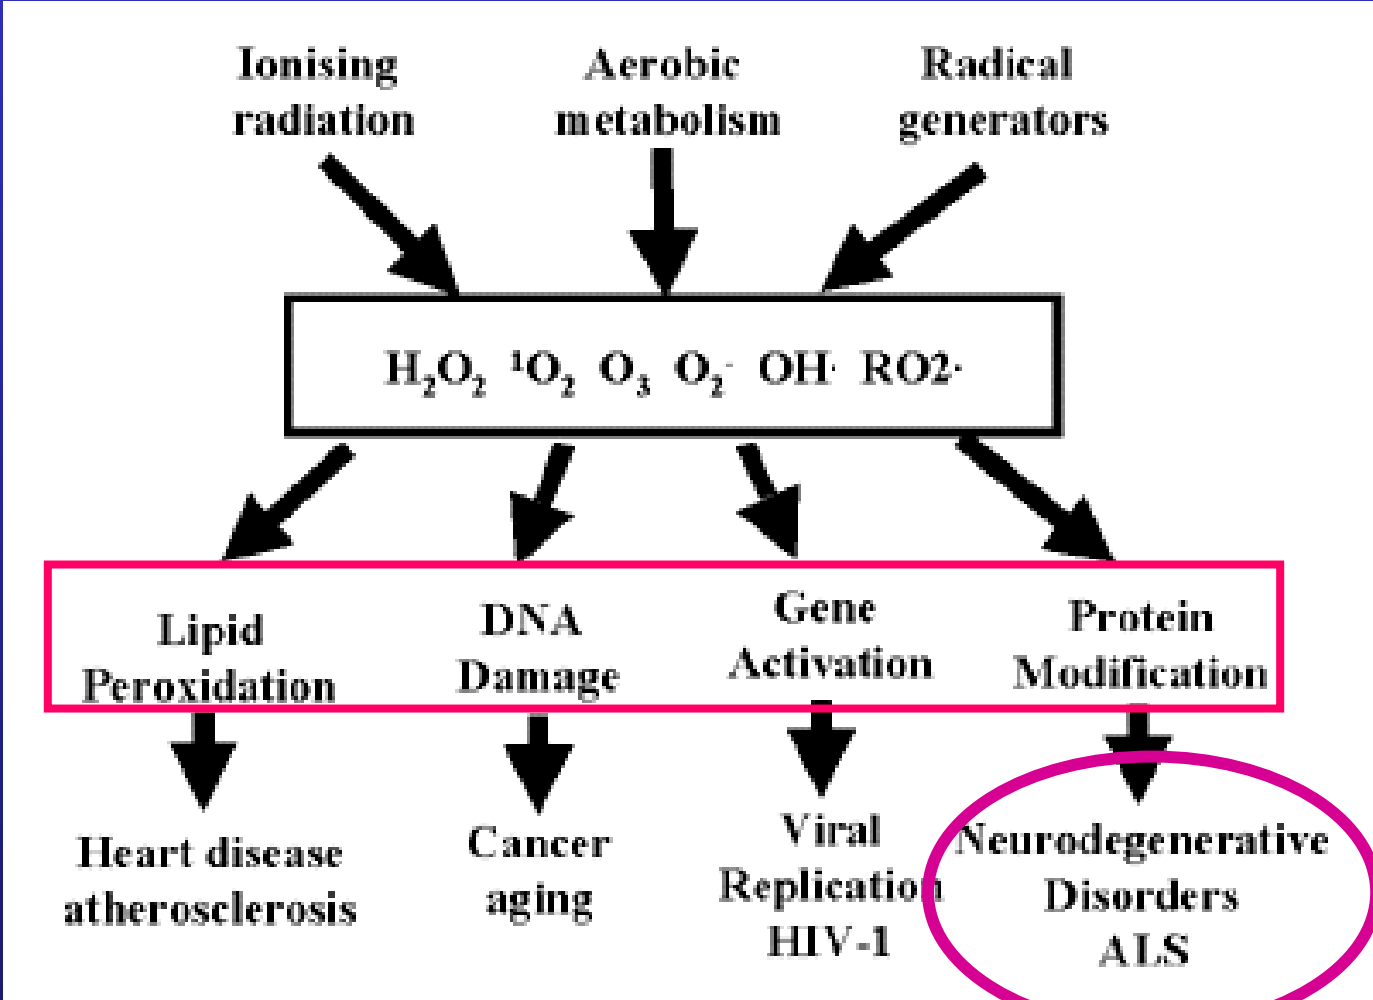 Ionising
radiation
Aerobic
metabolism
Radical
generators
H₂O₂ ¹O₂ O₃ O₂⁻ OH· RO2·
Lipid
Peroxidation
DNA
Damage
Gene
Activation
Protein
Modification
Heart disease
atherosclerosis
Cancer
aging
Viral
Replication
HIV-1
Neurodegenerative
Disorders
ALS